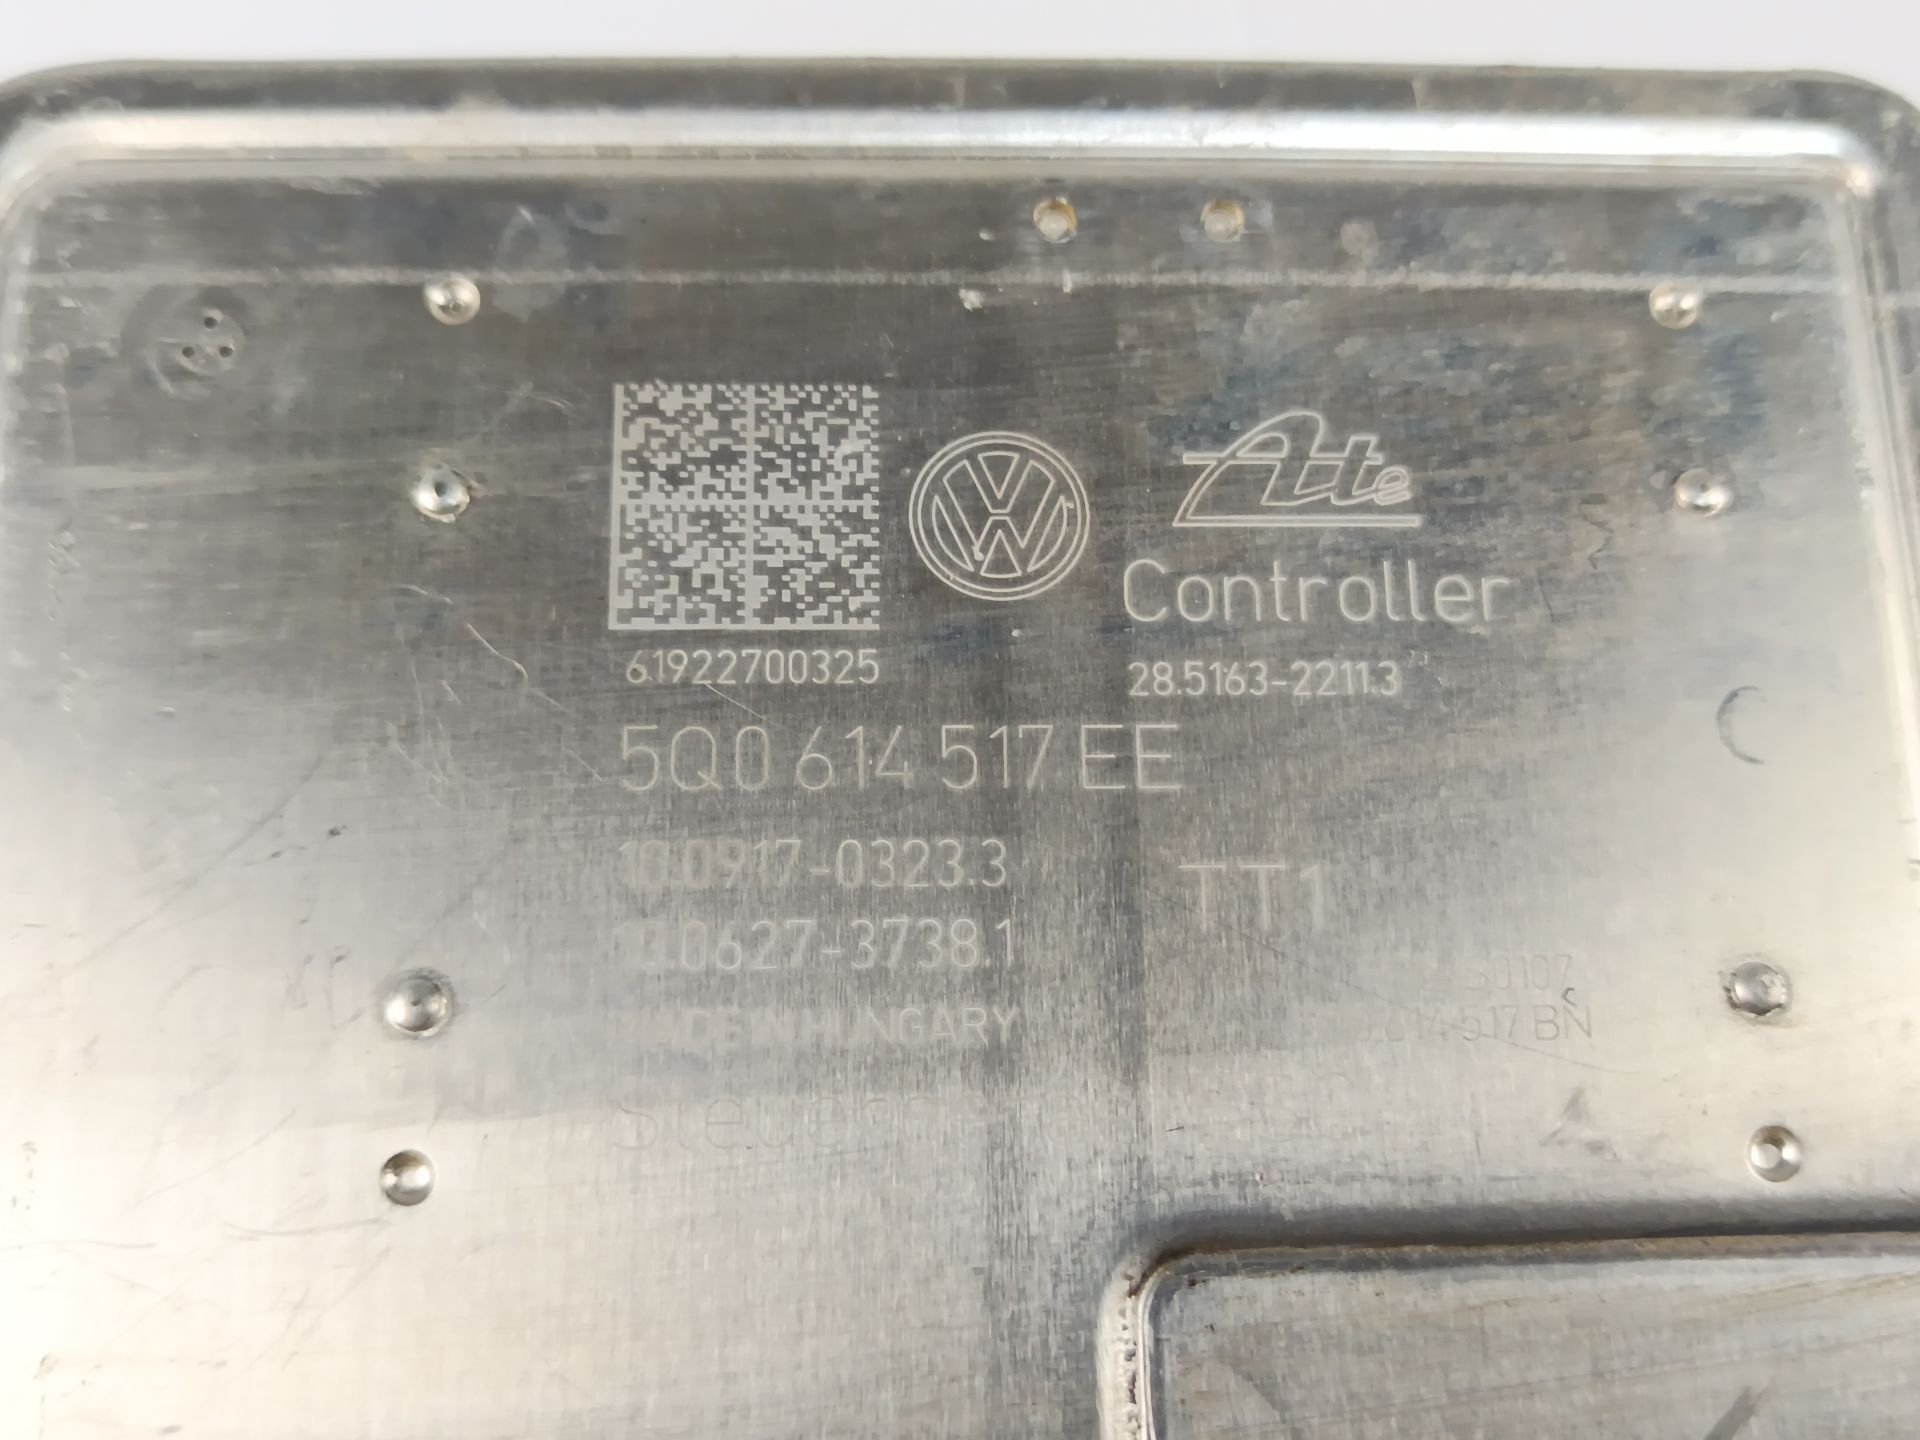 Ate
Controller
61922700325
28.5163-2211.3
5Q0 614 517 EE
10.0917-0323.3
TT1
10.0627-3738.1
S0107
HUNGARY
614 517 BN